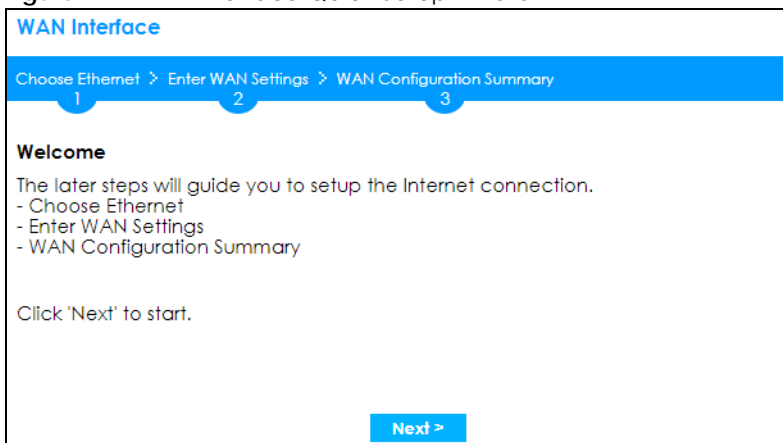 WAN Interface
Choose Ethernet > Enter WAN Settings > WAN Configuration Summary
1 2 3
Welcome
The later steps will guide you to setup the Internet connection.
- Choose Ethernet
- Enter WAN Settings
- WAN Configuration Summary
Click 'Next' to start.
Next >